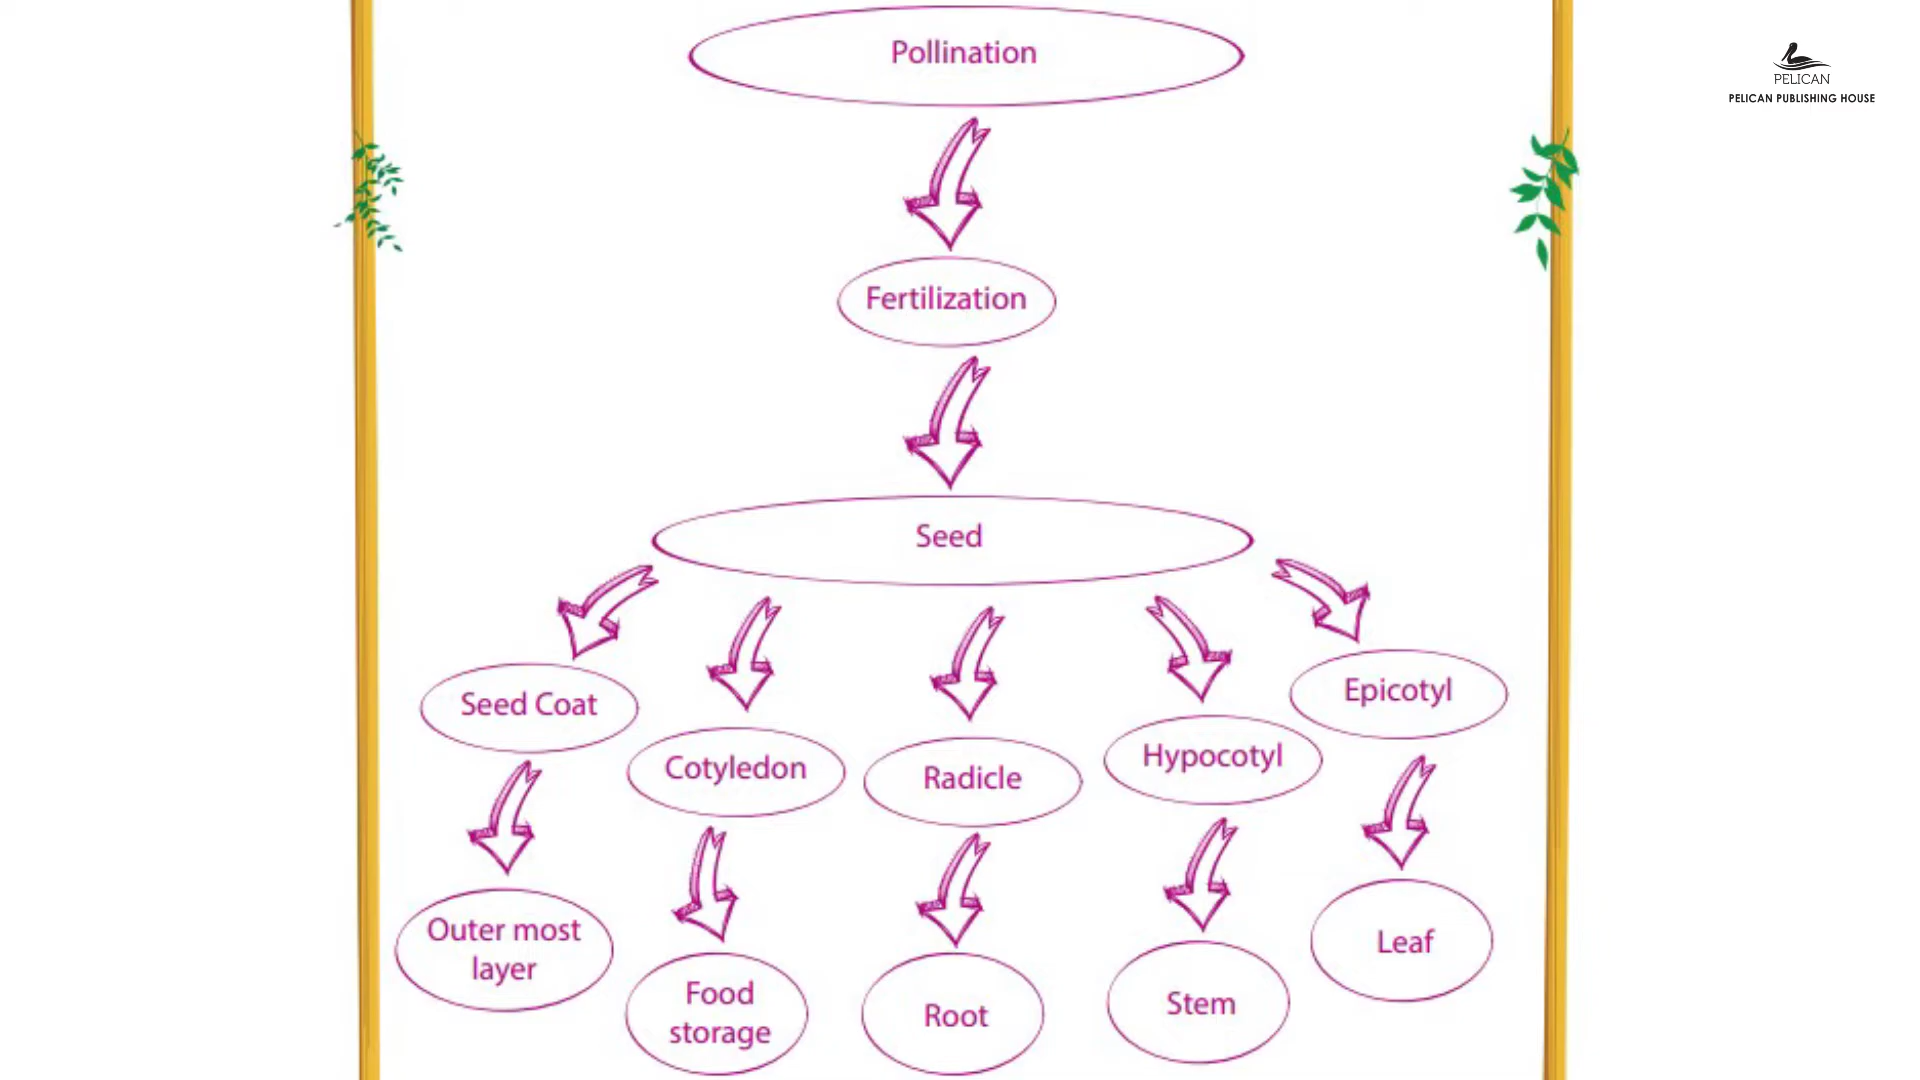 Pollination
PELICAN
PELICAN PUBLISHING HOUSE
Fertilization
Seed
Seed Coat
Cotyledon
Radicle
Hypocotyl
Epicotyl
Outer most
layer
Food
storage
Root
Stem
Leaf